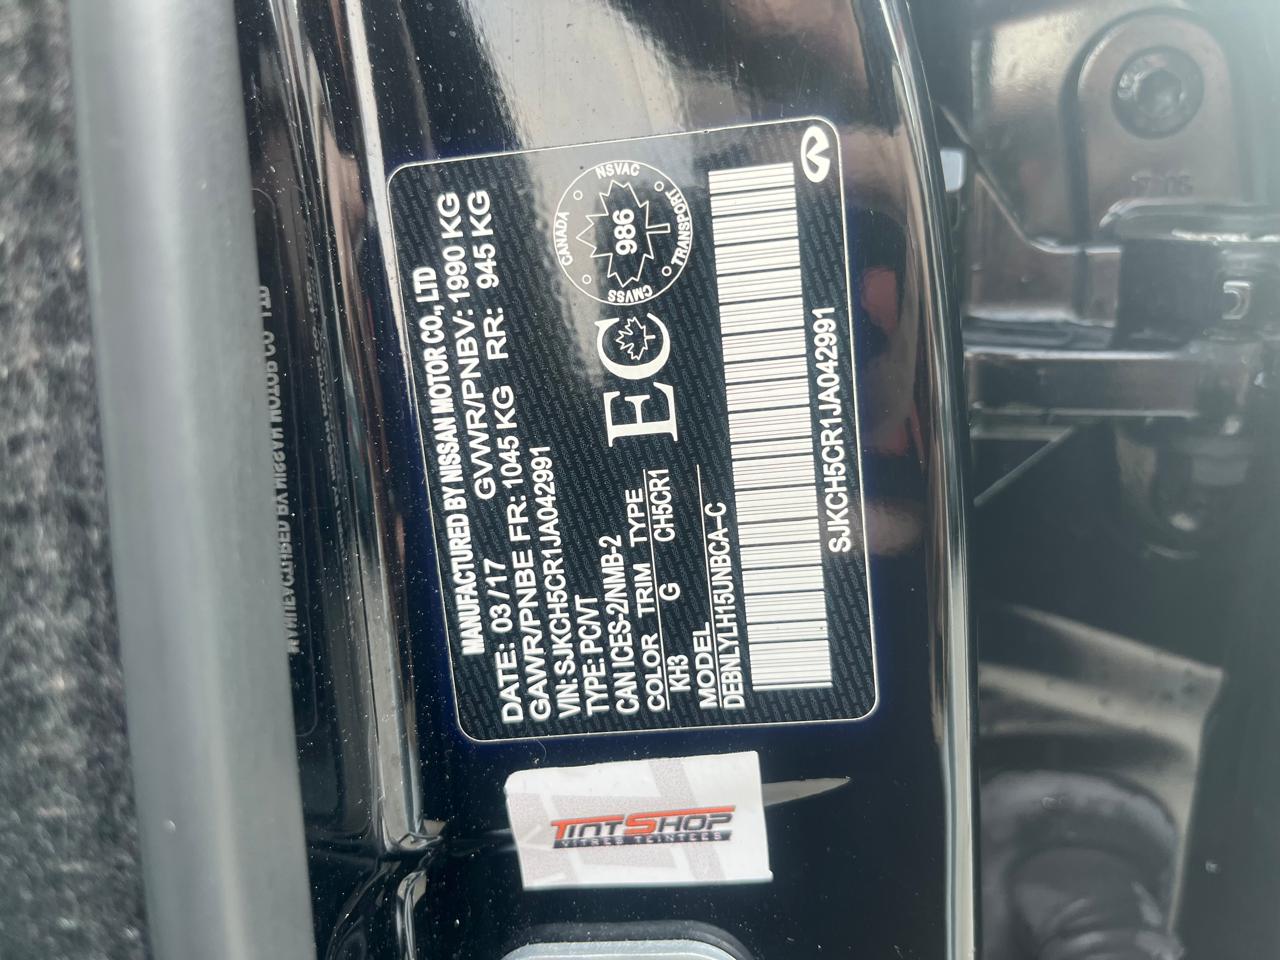 MANUFACTURED BY NISSAN MOTOR CO., LTD
DATE: 03/17 GVWR/PNBV: 1990 KG
GAWR/PNBE FR: 1045 KG RR: 945 KG
VIN: SJKCH5CR1JA042991
TYPE: PC/VT
CAN ICES-2/NMB-2
COLOR TRIM TYPE
KH3 G CH5CR1
MODEL
DEBNLYLH15UNBCA-C
EC
CANADA NSVAC TRANSPORT CMVSS
986
SJKCH5CR1JA042991
TINTSHOP
VITRES TEINTEES